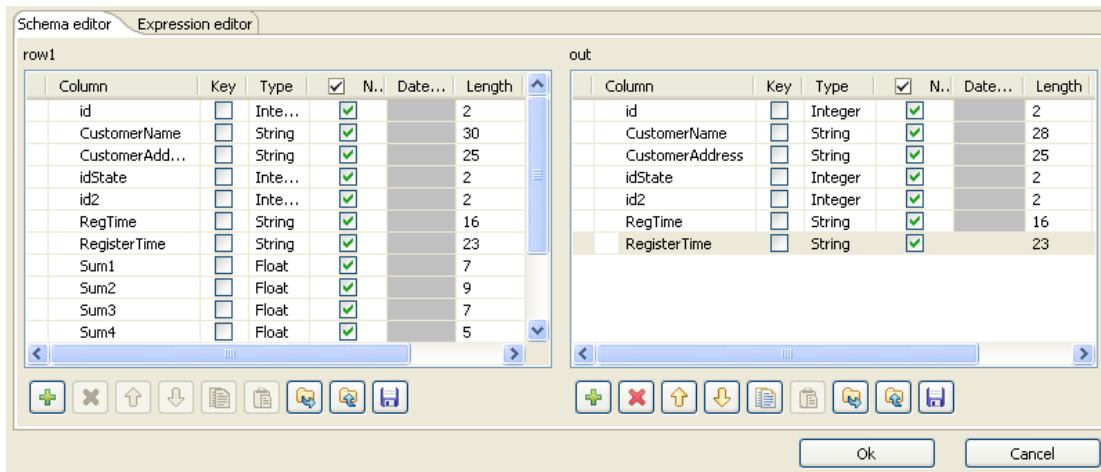 Schema editor Expression editor
row1
Column Key Type N.. Date... Length
id Inte... 2
CustomerName String 30
CustomerAdd... String 25
idState Inte... 2
id2 Inte... 2
RegTime String 16
RegisterTime String 23
Sum1 Float 7
Sum2 Float 9
Sum3 Float 7
Sum4 Float 5
out
Column Key Type N.. Date... Length
id Integer 2
CustomerName String 28
CustomerAddress String 25
idState Integer 2
id2 Integer 2
RegTime String 16
RegisterTime String 23
Ok Cancel